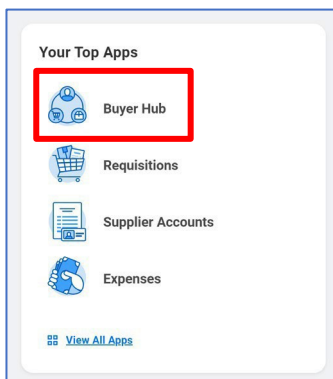 Your Top Apps
Buyer Hub
Requisitions
Supplier Accounts
Expenses
View All Apps